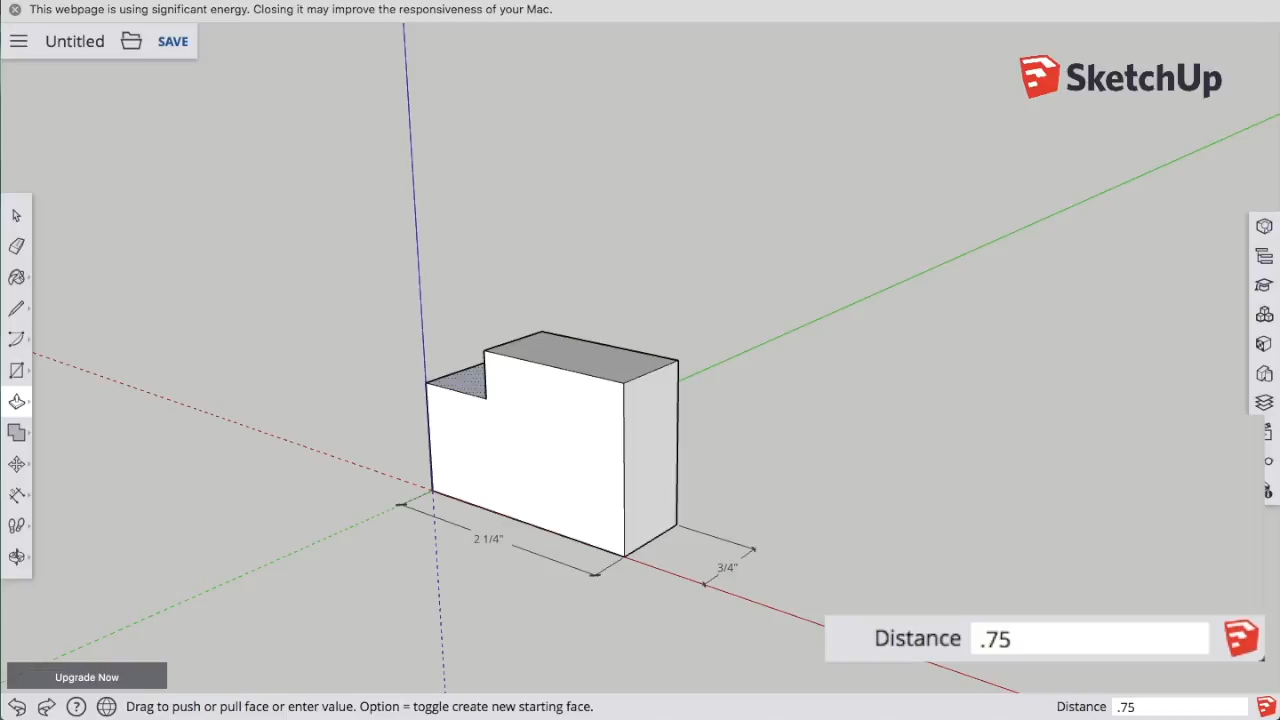 This webpage is using significant energy. Closing it may improve the responsiveness of your Mac.
Untitled SAVE
SketchUp
2 1/4"
3/4"
Distance .75
Upgrade Now
Drag to push or pull face or enter value. Option = toggle create new starting face.
Distance .75